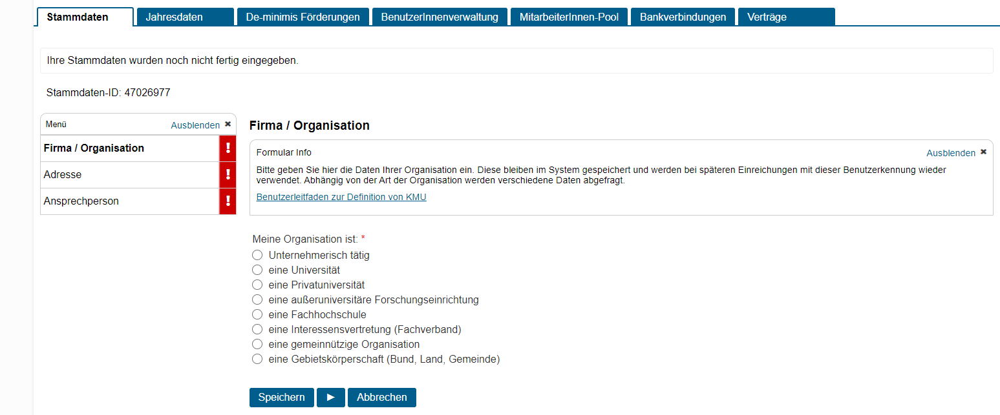 Stammdaten
Jahresdaten
De-minimis Förderungen
BenutzerInnenverwaltung
MitarbeiterInnen-Pool
Bankverbindungen
Verträge
Ihre Stammdaten wurden noch nicht fertig eingegeben.
Stammdaten-ID: 47026977
Menü
Ausblenden ✖
Firma / Organisation !
Adresse !
Ansprechperson !
Firma / Organisation
Formular Info
Ausblenden ✖
Bitte geben Sie hier die Daten Ihrer Organisation ein. Diese bleiben im System gespeichert und werden bei späteren Einreichungen mit dieser Benutzerkennung wieder
verwendet. Abhängig von der Art der Organisation werden verschiedene Daten abgefragt.
Benutzerleitfaden zur Definition von KMU
Meine Organisation ist: *
Unternehmerisch tätig
eine Universität
eine Privatuniversität
eine außeruniversitäre Forschungseinrichtung
eine Fachhochschule
eine Interessensvertretung (Fachverband)
eine gemeinnützige Organisation
eine Gebietskörperschaft (Bund, Land, Gemeinde)
Speichern
►
Abbrechen